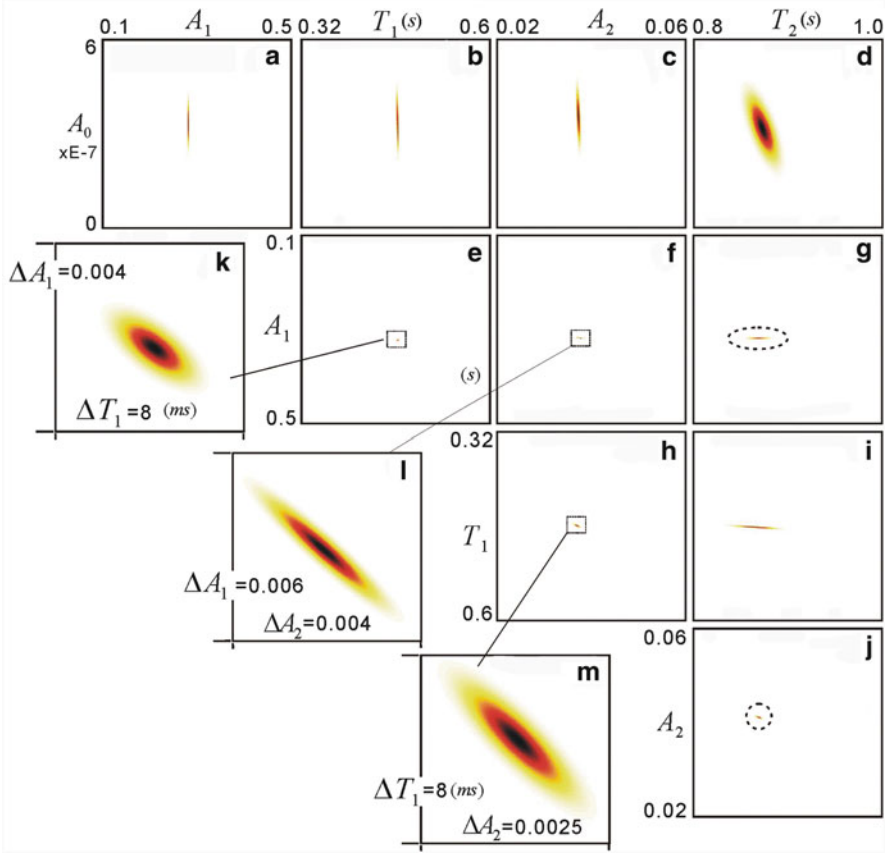 A₁ T₁(s) A₂ T₂(s)
0.1 0.5 0.32 0.6 0.02 0.06 0.8 1.0
6 a b c d
A₀
xE-7
0
k 0.1 e f g
ΔA₁=0.004
A₁
(s)
ΔT₁=8 (ms)
0.5
0.32 h i
l
T₁
ΔA₁=0.006
0.6
ΔA₂=0.004
0.06 j
m
A₂
ΔT₁=8 (ms)
0.02
ΔA₂=0.0025